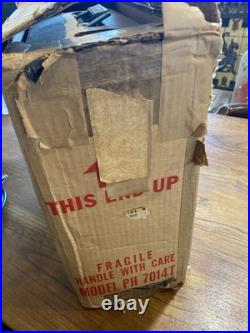 THIS END UP
FRAGILE
HANDLE WITH CARE
MODEL PH 7014T